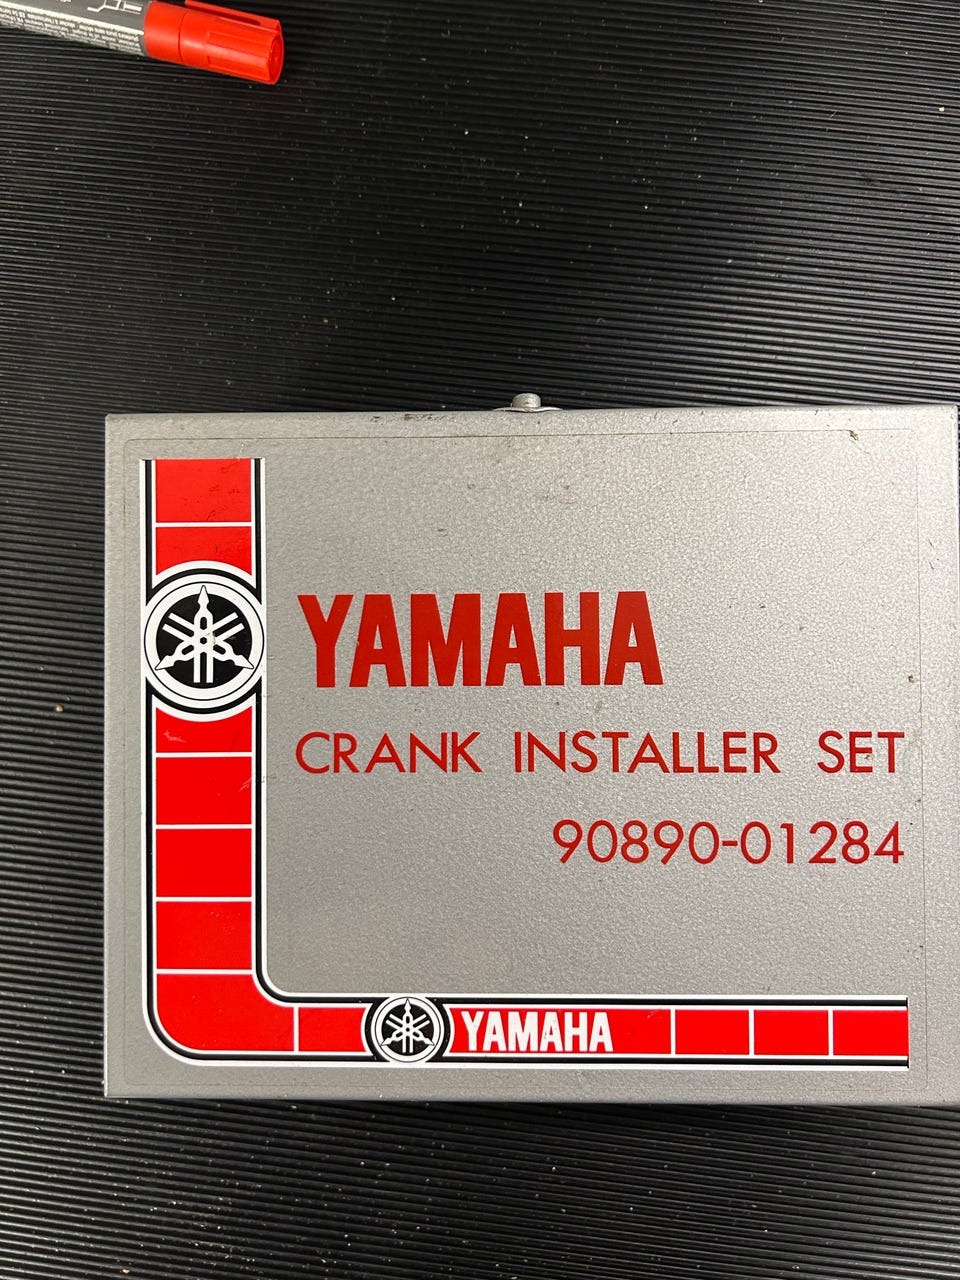 YAMAHA
CRANK INSTALLER SET
90890-01284
YAMAHA